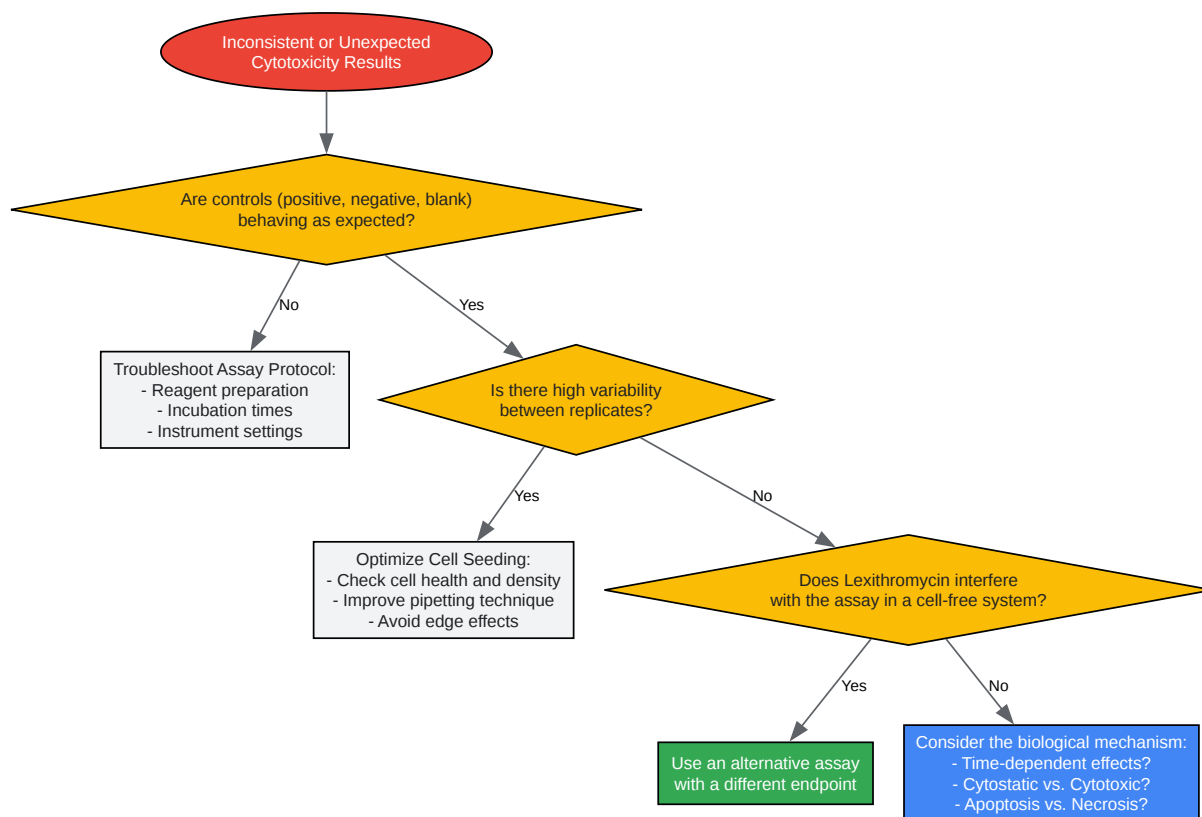 Inconsistent or Unexpected
Cytotoxicity Results
Are controls (positive, negative, blank)
behaving as expected?
No
Yes
Troubleshoot Assay Protocol:
- Reagent preparation
- Incubation times
- Instrument settings
Is there high variability
between replicates?
Yes
No
Optimize Cell Seeding:
- Check cell health and density
- Improve pipetting technique
- Avoid edge effects
Does Lexithromycin interfere
with the assay in a cell-free system?
Yes
No
Use an alternative assay
with a different endpoint
Consider the biological mechanism:
- Time-dependent effects?
- Cytostatic vs. Cytotoxic?
- Apoptosis vs. Necrosis?